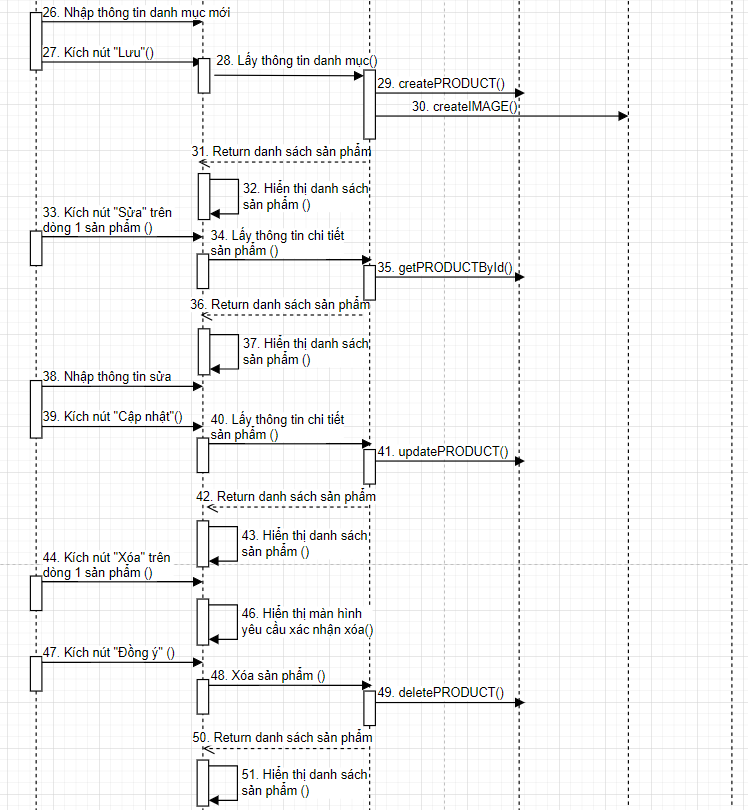 26. Nhập thông tin danh mục mới
27. Kích nút "Lưu"()
28. Lấy thông tin danh mục()
29. createPRODUCT()
30. createIMAGE()
31. Return danh sách sản phẩm
32. Hiển thị danh sách
sản phẩm ()
33. Kích nút "Sửa" trên
dòng 1 sản phẩm ()
34. Lấy thông tin chi tiết
sản phẩm ()
35. getPRODUCTById()
36. Return danh sách sản phẩm
37. Hiển thị danh sách
sản phẩm ()
38. Nhập thông tin sửa
39. Kích nút "Cập nhật"()
40. Lấy thông tin chi tiết
sản phẩm ()
41. updatePRODUCT()
42. Return danh sách sản phẩm
43. Hiển thị danh sách
sản phẩm ()
44. Kích nút "Xóa" trên
dòng 1 sản phẩm ()
46. Hiển thị màn hình
yêu cầu xác nhận xóa()
47. Kích nút "Đồng ý" ()
48. Xóa sản phẩm ()
49. deletePRODUCT()
50. Return danh sách sản phẩm
51. Hiển thị danh sách
sản phẩm ()